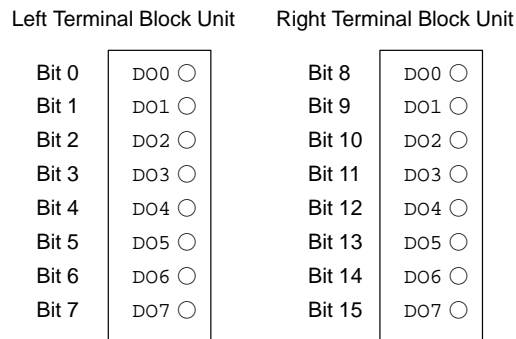 Left Terminal Block Unit
Bit 0 DO0
Bit 1 DO1
Bit 2 DO2
Bit 3 DO3
Bit 4 DO4
Bit 5 DO5
Bit 6 DO6
Bit 7 DO7
Right Terminal Block Unit
Bit 8 DO0
Bit 9 DO1
Bit 10 DO2
Bit 11 DO3
Bit 12 DO4
Bit 13 DO5
Bit 14 DO6
Bit 15 DO7